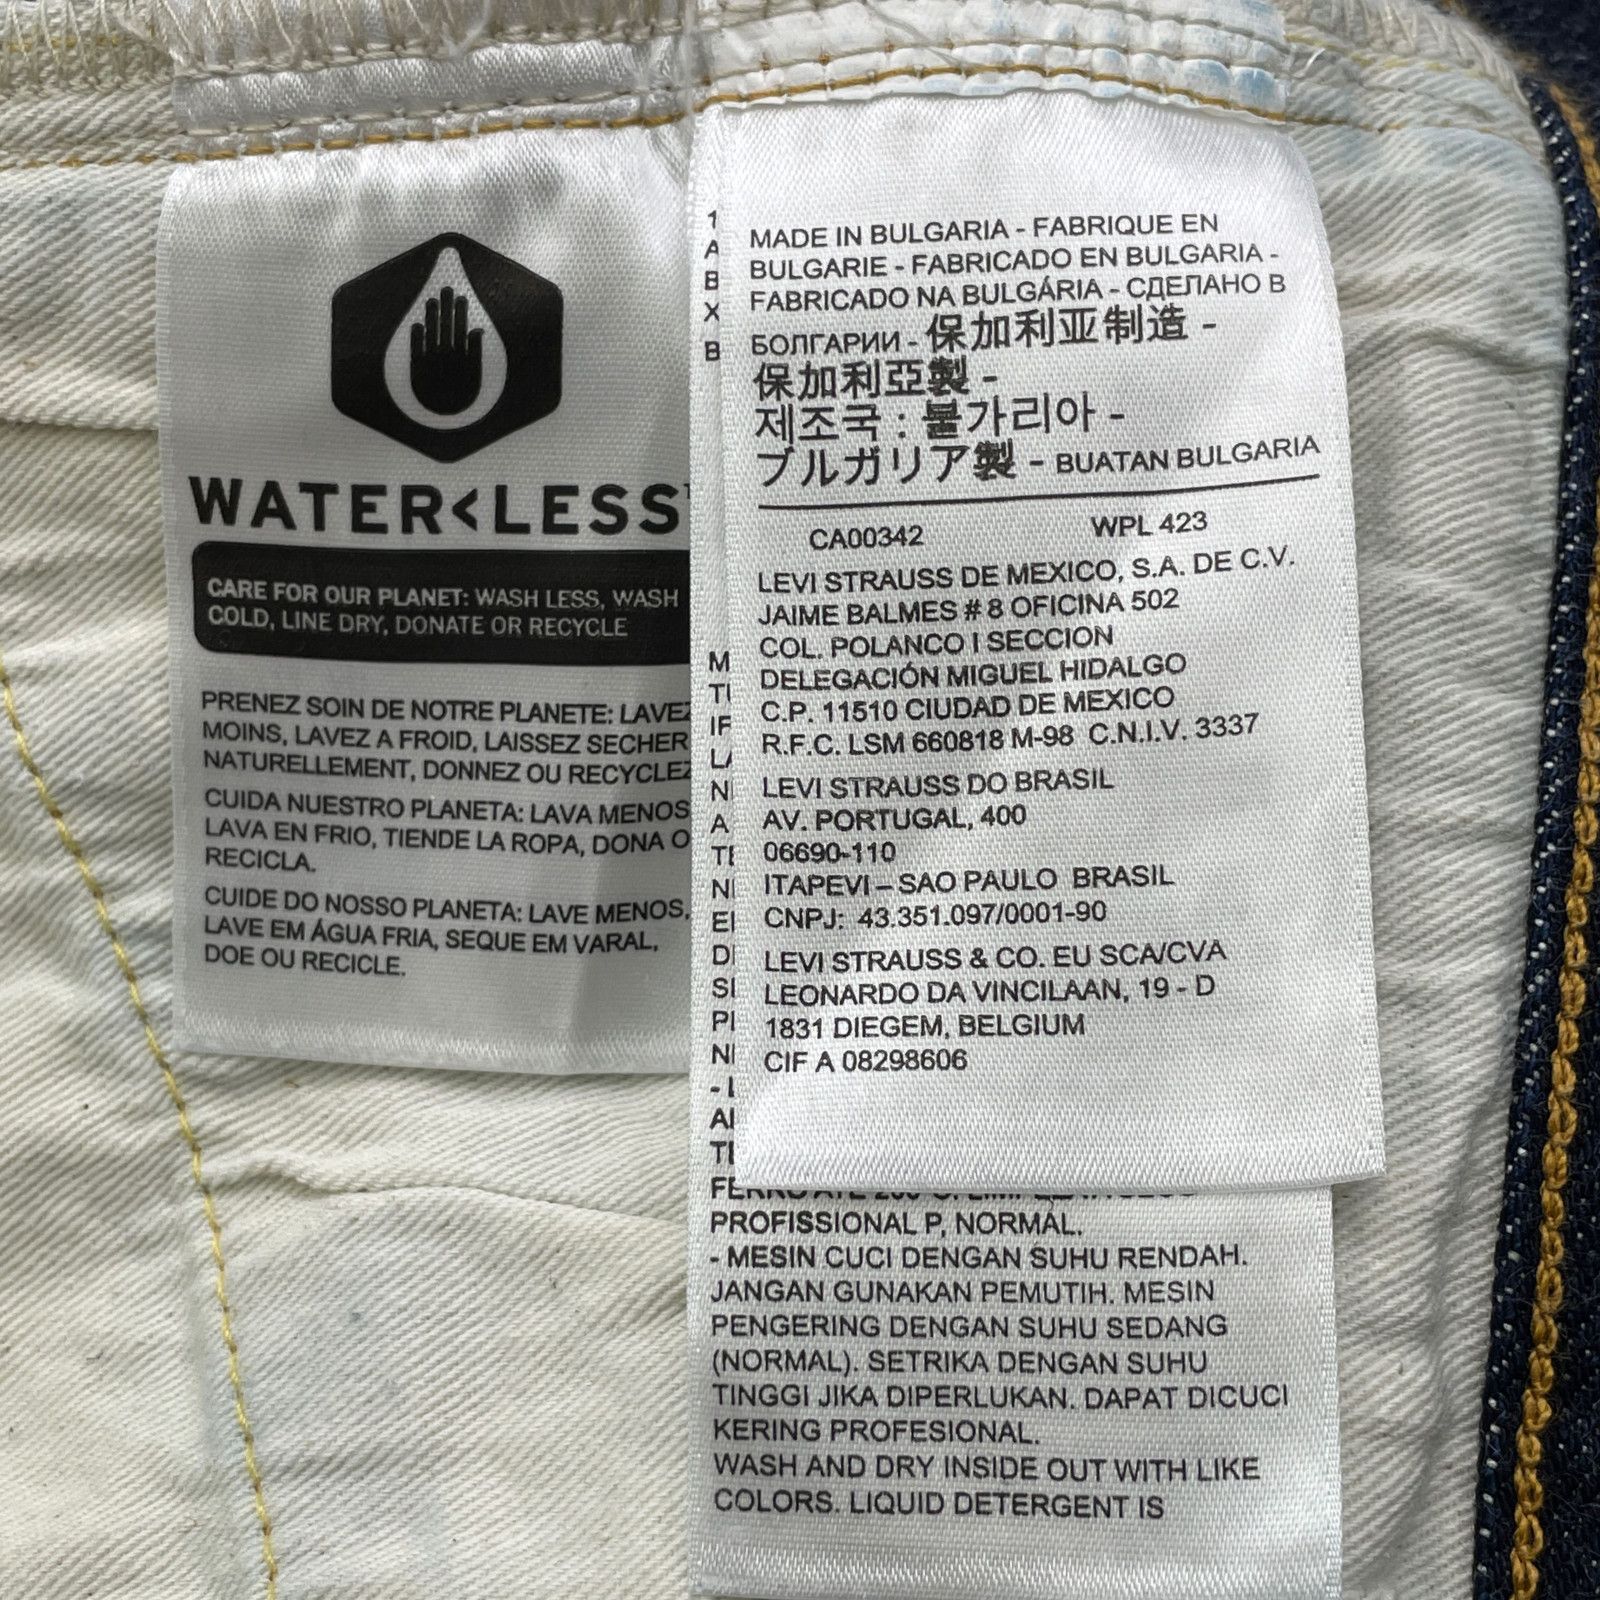 WATER<LESS
CARE FOR OUR PLANET: WASH LESS, WASH
COLD, LINE DRY, DONATE OR RECYCLE
PRENEZ SOIN DE NOTRE PLANETE: LAVEZ
MOINS, LAVEZ A FROID, LAISSEZ SECHER
NATURELLEMENT, DONNEZ OU RECYCLEZ
CUIDA NUESTRO PLANETA: LAVA MENOS
LAVA EN FRIO, TIENDE LA ROPA, DONA O
RECICLA.
CUIDE DO NOSSO PLANETA: LAVE MENOS,
LAVE EM ÁGUA FRIA, SEQUE EM VARAL,
DOE OU RECICLE.
MADE IN BULGARIA - FABRIQUE EN
BULGARIE - FABRICADO EN BULGARIA -
FABRICADO NA BULGÁRIA - СДЕЛАНО В
БОЛГАРИИ - 保加利亚制造 -
保加利亞製 -
제조국 : 불가리아 -
ブルガリア製 - BUATAN BULGARIA
CA00342 WPL 423
LEVI STRAUSS DE MEXICO, S.A. DE C.V.
JAIME BALMES # 8 OFICINA 502
COL. POLANCO I SECCION
DELEGACIÓN MIGUEL HIDALGO
C.P. 11510 CIUDAD DE MEXICO
R.F.C. LSM 660818 M-98 C.N.I.V. 3337
LEVI STRAUSS DO BRASIL
AV. PORTUGAL, 400
06690-110
ITAPEVI – SAO PAULO BRASIL
CNPJ: 43.351.097/0001-90
LEVI STRAUSS & CO. EU SCA/CVA
LEONARDO DA VINCILAAN, 19 - D
1831 DIEGEM, BELGIUM
CIF A 08298606
PROFISSIONAL P, NORMAL.
- MESIN CUCI DENGAN SUHU RENDAH.
JANGAN GUNAKAN PEMUTIH. MESIN
PENGERING DENGAN SUHU SEDANG
(NORMAL). SETRIKA DENGAN SUHU
TINGGI JIKA DIPERLUKAN. DAPAT DICUCI
KERING PROFESIONAL.
WASH AND DRY INSIDE OUT WITH LIKE
COLORS. LIQUID DETERGENT IS